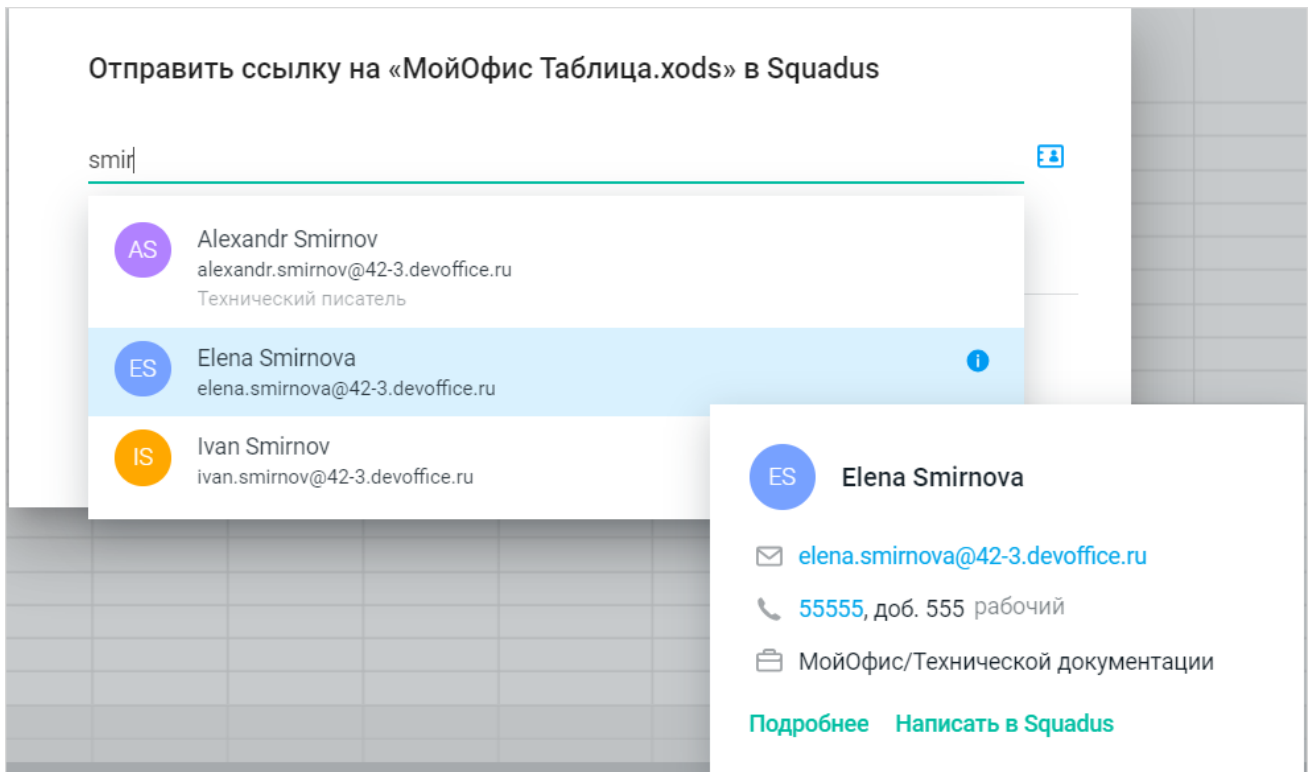 Отправить ссылку на «МойОфис Таблица.xods» в Squadus
smir
AS
Alexandr Smirnov
alexandr.smirnov@42-3.devoffice.ru
Технический писатель
ES
Elena Smirnova
elena.smirnova@42-3.devoffice.ru
IS
Ivan Smirnov
ivan.smirnov@42-3.devoffice.ru
ES
Elena Smirnova
elena.smirnova@42-3.devoffice.ru
55555, доб. 555 рабочий
МойОфис/Технической документации
Подробнее Написать в Squadus